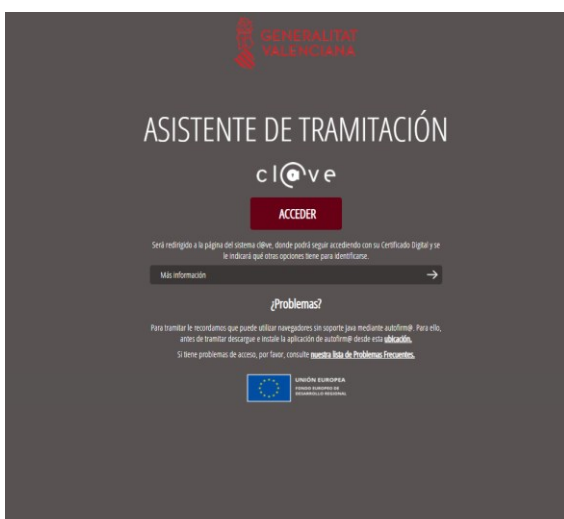 GENERALITAT
VALENCIANA
ASISTENTE DE TRAMITACIÓN
cl@ve
ACCEDER
Será redirigido a la página del sistema cl@ve, donde podrá seguir accediendo con su Certificado Digital y se
le indicará qué otras opciones tiene para identificarse.
Más información
¿Problemas?
Para tramitar le recordamos que puede utilizar navegadores sin soporte Java mediante autofirm@. Para ello,
antes de tramitar descargue e instale la aplicación de autofirm@ desde esta ubicación.
Si tiene problemas de acceso, por favor, consulte nuestra lista de Problemas Frecuentes.
UNIÓN EUROPEA
FONDO EUROPEO DE
DESARROLLO REGIONAL